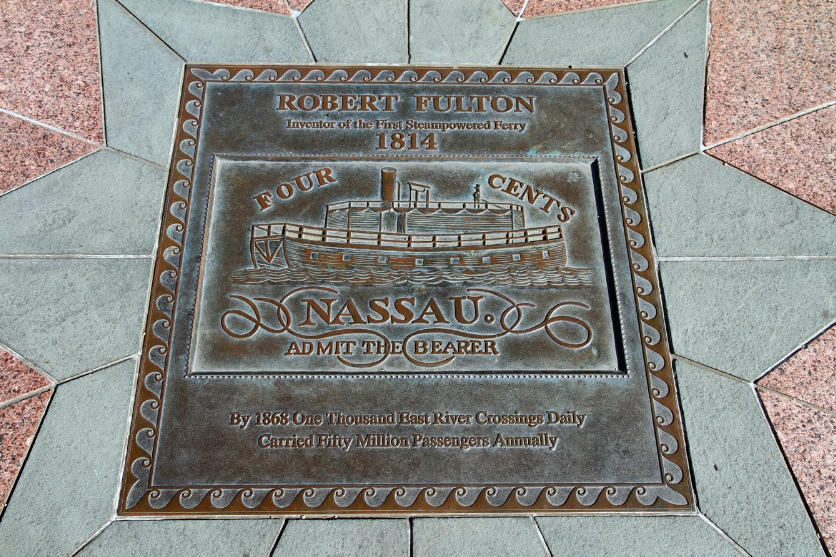 ROBERT FULTON
Inventor of the First Steampowered Ferry
1814
FOUR CENTS
NASSAU.
ADMIT THE BEARER
By 1868 One Thousand East River Crossings Daily
Carried Fifty Million Passengers Annually